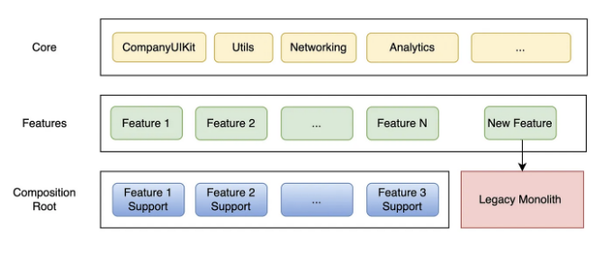 Core
CompanyUIKit
Utils
Networking
Analytics
...
Features
Feature 1
Feature 2
...
Feature N
New Feature
Composition
Root
Feature 1
Support
Feature 2
Support
...
Feature 3
Support
Legacy Monolith